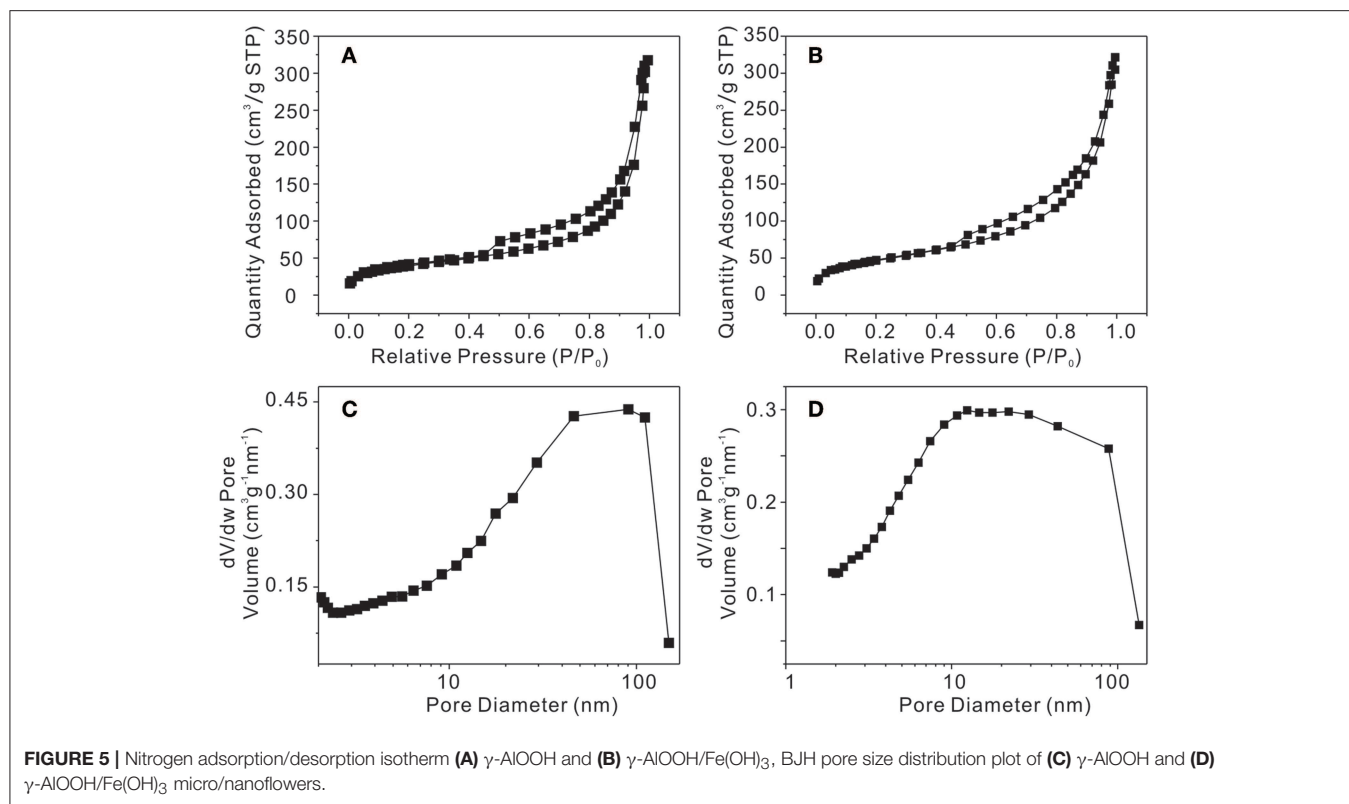 A
Quantity Adsorbed (cm³/g STP)
350
300
250
200
150
100
50
0
0.0 0.2 0.4 0.6 0.8 1.0
Relative Pressure (P/P₀)
B
Quantity Adsorbed (cm³/g STP)
350
300
250
200
150
100
50
0
0.0 0.2 0.4 0.6 0.8 1.0
Relative Pressure (P/P₀)
C
dV/dw Pore
Volume (cm³g⁻¹nm⁻¹)
0.45
0.30
0.15
10 100
Pore Diameter (nm)
D
dV/dw Pore
Volume (cm³g⁻¹nm⁻¹)
0.3
0.2
0.1
1 10 100
Pore Diameter (nm)
FIGURE 5 | Nitrogen adsorption/desorption isotherm (A) γ-AlOOH and (B) γ-AlOOH/Fe(OH)₃, BJH pore size distribution plot of (C) γ-AlOOH and (D)
γ-AlOOH/Fe(OH)₃ micro/nanoflowers.